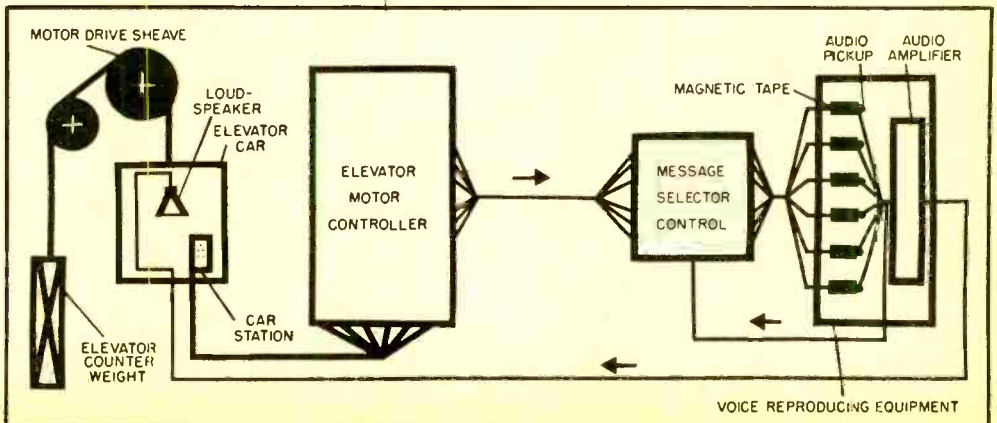 MOTOR DRIVE SHEAVE
LOUD-
SPEAKER
ELEVATOR
CAR
ELEVATOR
MOTOR
CONTROLLER
CAR
STATION
ELEVATOR
COUNTER
WEIGHT
MESSAGE
SELECTOR
CONTROL
MAGNETIC TAPE
AUDIO
PICKUP
AUDIO
AMPLIFIER
VOICE REPRODUCING EQUIPMENT